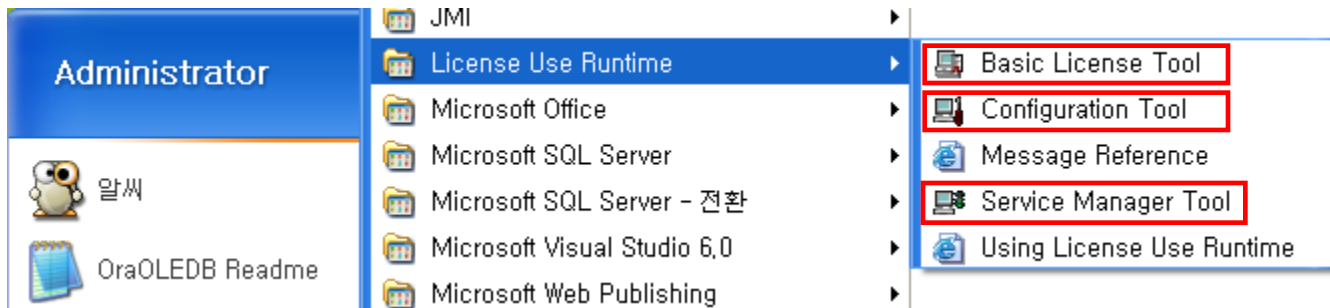 Administrator
알씨
OraOLEDB Readme
JMI
License Use Runtime
Microsoft Office
Microsoft SQL Server
Microsoft SQL Server - 전환
Microsoft Visual Studio 6,0
Microsoft Web Publishing
Basic License Tool
Configuration Tool
Message Reference
Service Manager Tool
Using License Use Runtime